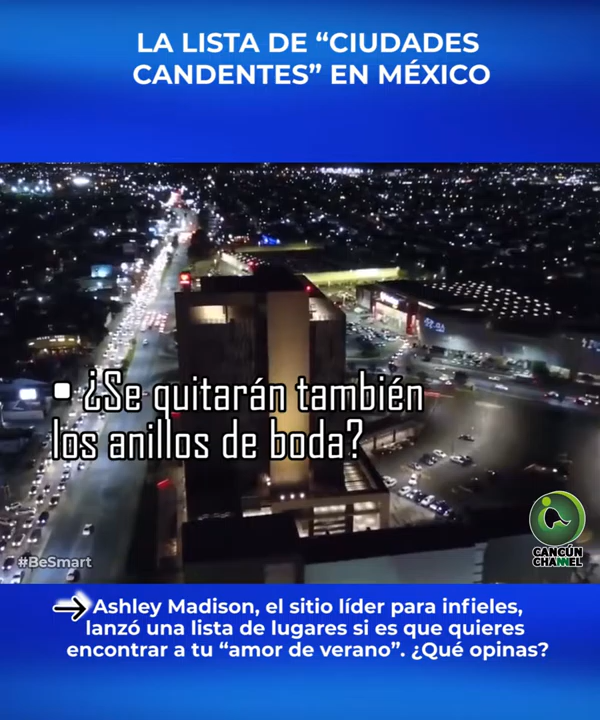 LA LISTA DE “CIUDADES
CANDENTES” EN MÉXICO
▪ ¿Se quitarán también
los anillos de boda?
#BeSmart
CANCÚN
CHANNEL
Ashley Madison, el sitio líder para infieles,
lanzó una lista de lugares si es que quieres
encontrar a tu “amor de verano”. ¿Qué opinas?